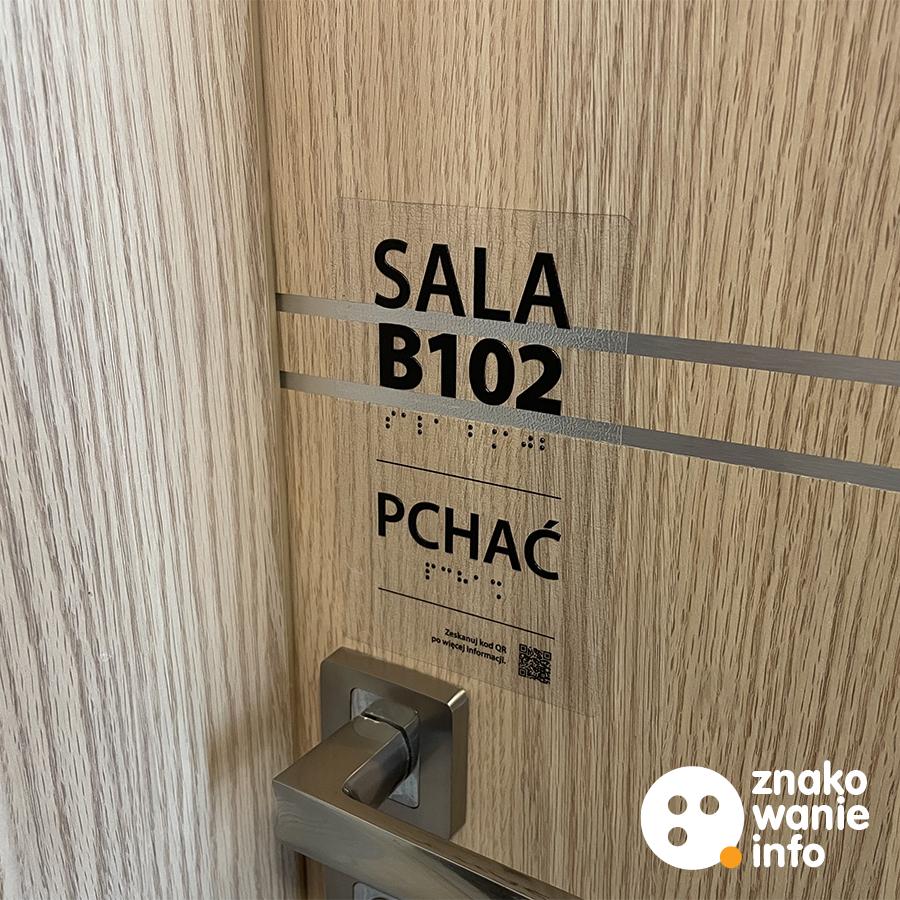 SALA
B102
PCHAĆ
Zeskanuj kod QR
po więcej informacji.
znako
wanie
info